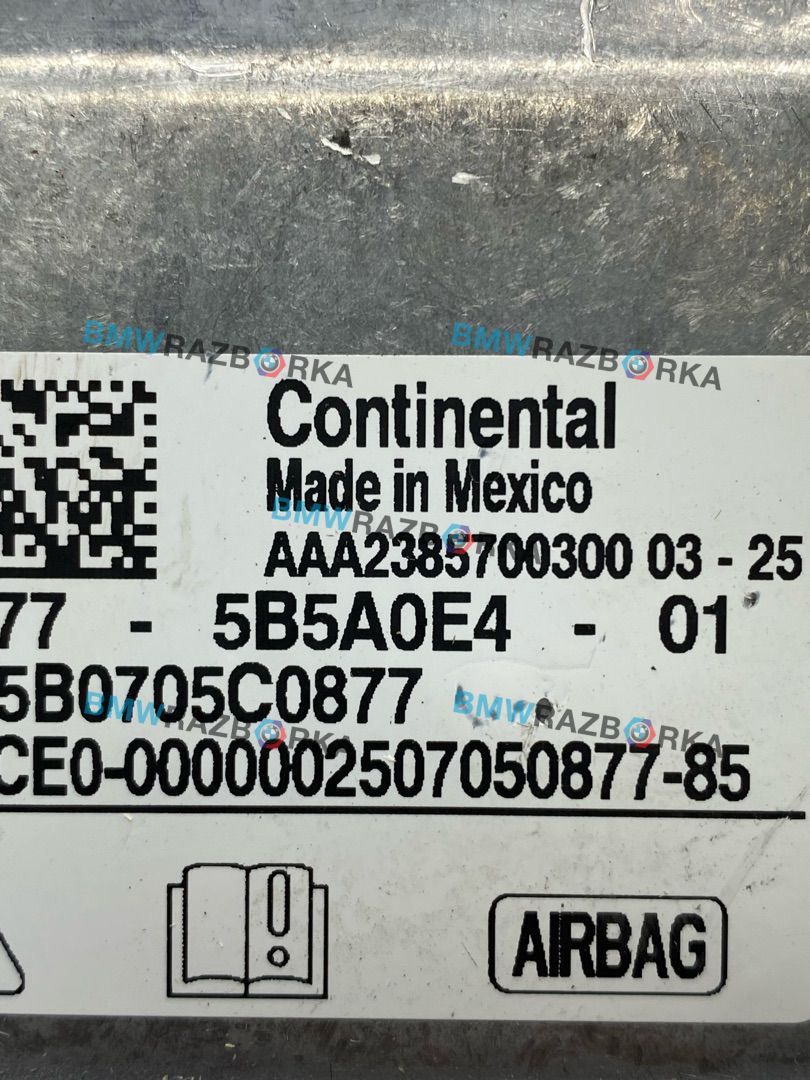 BMWRAZBORKA
BMWRAZBORKA
Continental
Made in Mexico
BMWRAZBORKA
AAA2385700300 03 - 25
77 - 5B5A0E4 - 01
5B0705C0877
BMWRAZBORKA
BMWRAZBORKA
CE0-0000002507050877-85
AIRBAG